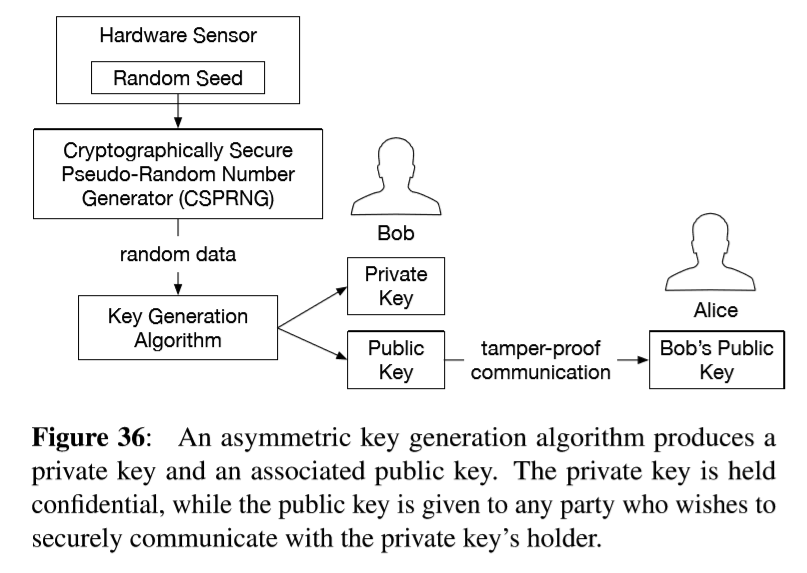 Hardware Sensor
Random Seed
Cryptographically Secure
Pseudo-Random Number
Generator (CSPRNG)
random data
Key Generation
Algorithm
Bob
Private
Key
Public
Key
tamper-proof
communication
Alice
Bob's Public
Key
Figure 36: An asymmetric key generation algorithm produces a
private key and an associated public key. The private key is held
confidential, while the public key is given to any party who wishes to
securely communicate with the private key's holder.